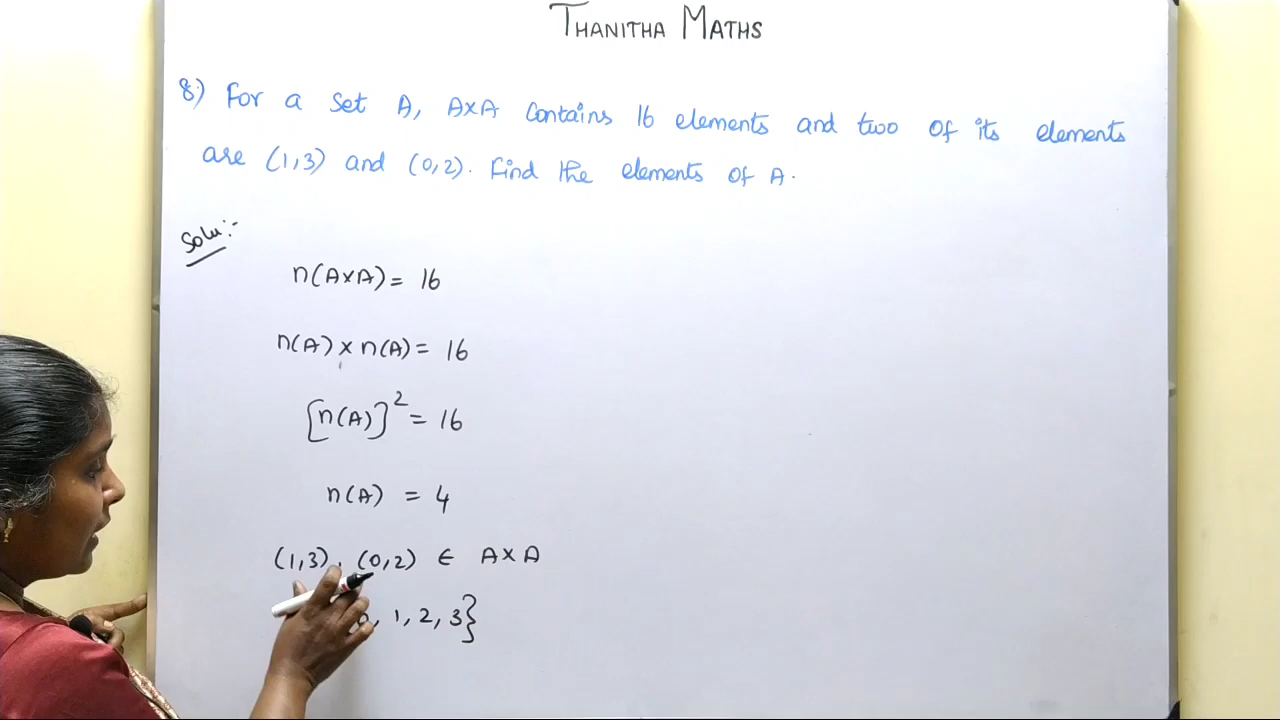 THANITHA MATHS
8) For a set A, A×A contains 16 elements and two of its elements
are (1,3) and (0,2). Find the elements of A.
Solu:-
n(A×A) = 16
n(A) × n(A) = 16
[n(A)]² = 16
n(A) = 4
(1,3), (0,2) ∈ A×A
0, 1, 2, 3}